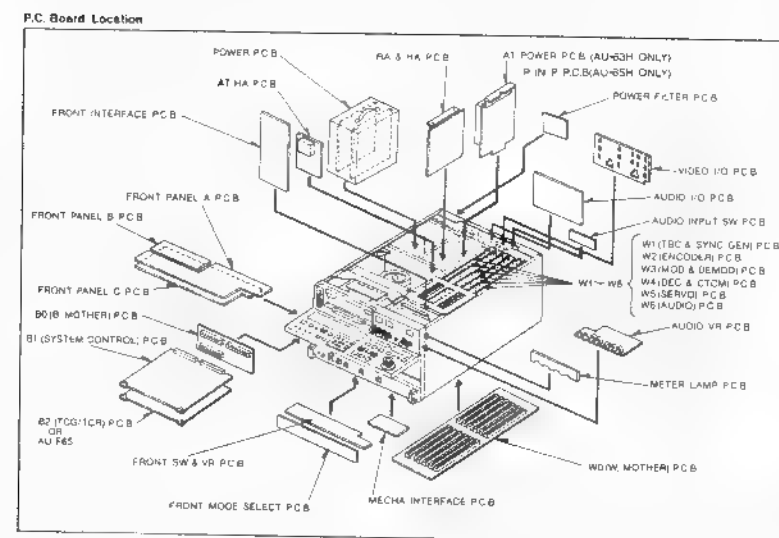 P.C. Board Location
POWER P.C.B
RA & HA P.C.B
AT POWER P.C.B (AU-63H ONLY)
P IN P P.C.B (AU-65H ONLY)
AT HA P.C.B
POWER FILTER P.C.B
FRONT INTERFACE P.C.B
VIDEO I/O P.C.B
FRONT PANEL A P.C.B
AUDIO I/O P.C.B
FRONT PANEL B P.C.B
AUDIO INPUT SW P.C.B
W1 (TBC & SYNC GEN) P.C.B
W2 (ENCODER) P.C.B
W3 (MOD & DEMOD) P.C.B
W1~W6
W4 (DEC & CTCM) P.C.B
W5 (SERVO) P.C.B
W6 (AUDIO) P.C.B
FRONT PANEL C P.C.B
B0 (B MOTHER) P.C.B
AUDIO VR P.C.B
B1 (SYSTEM CONTROL) P.C.B
METER LAMP P.C.B
B2 (TCG/TCR) P.C.B
OR
AU F65
W0 (W. MOTHER) P.C.B
FRONT SW & VR P.C.B
MECHA INTERFACE P.C.B
FRONT MODE SELECT P.C.B